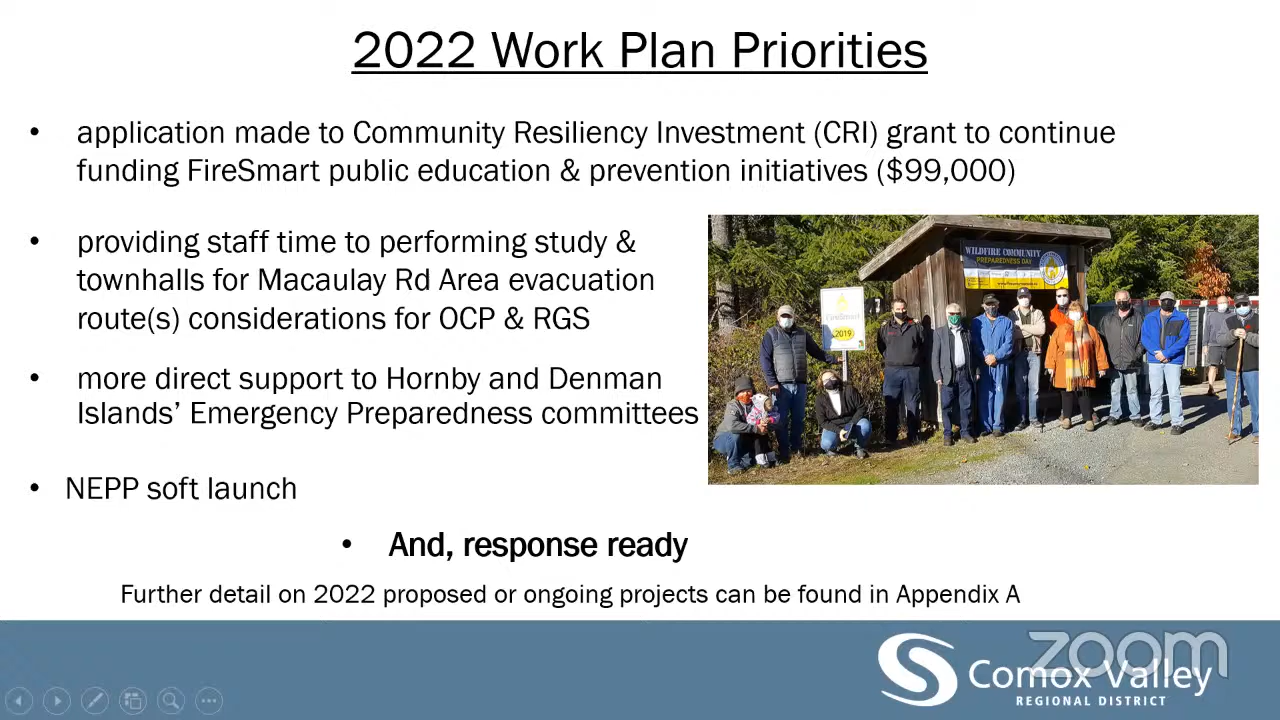 2022 Work Plan Priorities
• application made to Community Resiliency Investment (CRI) grant to continue
funding FireSmart public education & prevention initiatives ($99,000)
• providing staff time to performing study &
townhalls for Macaulay Rd Area evacuation
route(s) considerations for OCP & RGS
• more direct support to Hornby and Denman
Islands’ Emergency Preparedness committees
WILDFIRE COMMUNITY
PREPAREDNESS DAY
FireSmart
2019
• NEPP soft launch
• And, response ready
Further detail on 2022 proposed or ongoing projects can be found in Appendix A
zoom
Comox Valley
REGIONAL DISTRICT